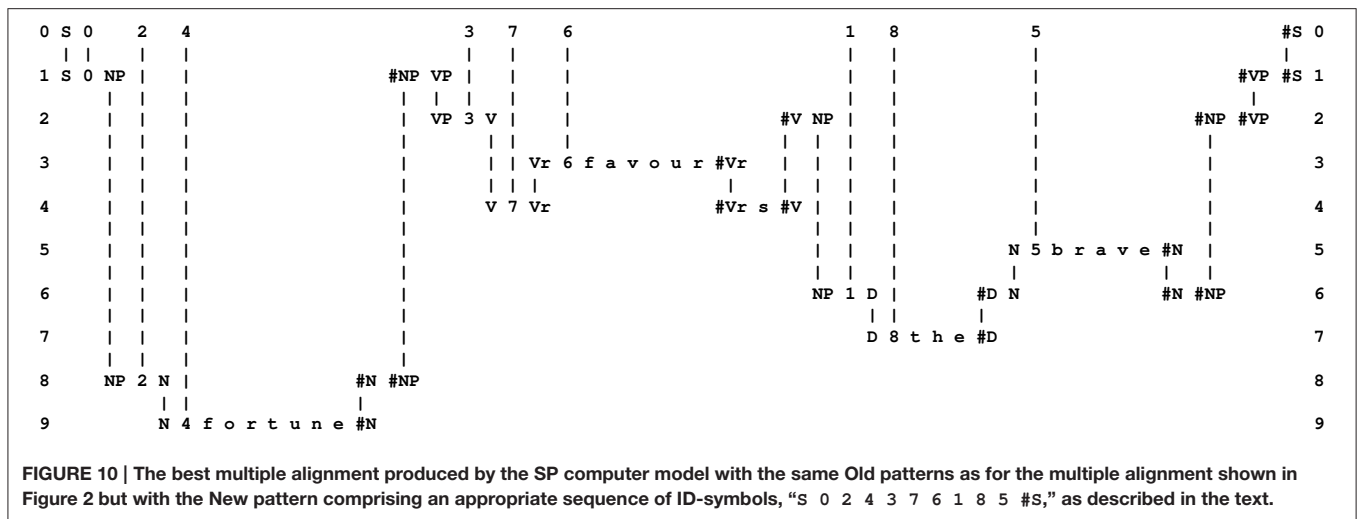 0 S 0 2 4 3 7 6 1 8 5 #S 0
1 S 0 NP #NP VP #VP #S 1
2 VP 3 V #V NP #NP #VP 2
3 Vr 6 f a v o u r #Vr 3
4 V 7 Vr #Vr s #V 4
5 N 5 b r a v e #N 5
6 NP 1 D #D N #N #NP 6
7 D 8 t h e #D 7
8 NP 2 N #N #NP 8
9 N 4 f o r t u n e #N 9
FIGURE 10 | The best multiple alignment produced by the SP computer model with the same Old patterns as for the multiple alignment shown in
Figure 2 but with the New pattern comprising an appropriate sequence of ID-symbols, “S 0 2 4 3 7 6 1 8 5 #S,” as described in the text.